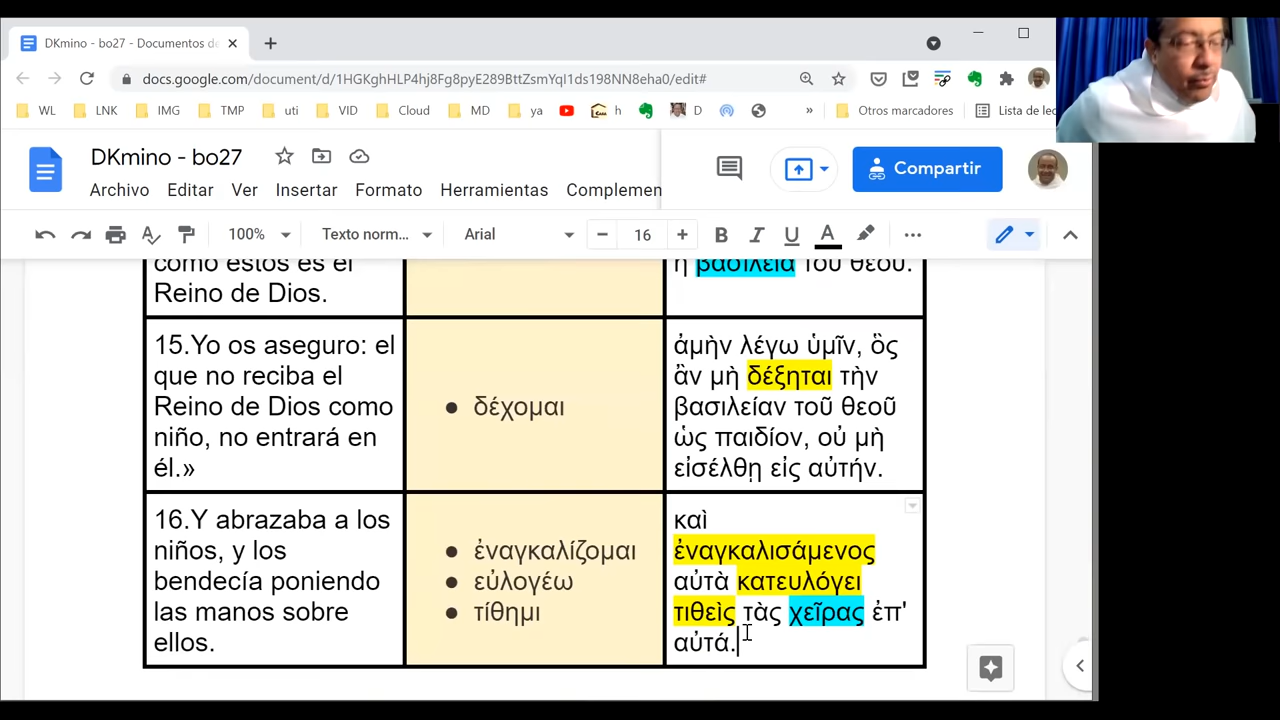 DKmino - bo27 - Documentos de
docs.google.com/document/d/1HGKghHLP4hj8Fg8pyE289BttZsmYqI1ds198NN8eha0/edit#
WL LNK IMG TMP uti VID Cloud MD ya h D » Otros marcadores Lista de lec
DKmino - bo27
Compartir
Archivo Editar Ver Insertar Formato Herramientas Complemen
100% Texto norm... Arial 16 B I U A
como estos es el
Reino de Dios.
ἡ βασιλεία τοῦ θεοῦ.
15.Yo os aseguro: el
que no reciba el
Reino de Dios como
niño, no entrará en
él.»
● δέχομαι
ἀμὴν λέγω ὑμῖν, ὃς
ἂν μὴ δέξηται τὴν
βασιλείαν τοῦ θεοῦ
ὡς παιδίον, οὐ μὴ
εἰσέλθῃ εἰς αὐτήν.
16.Y abrazaba a los
niños, y los
bendecía poniendo
las manos sobre
ellos.
● ἐναγκαλίζομαι
● εὐλογέω
● τίθημι
καὶ
ἐναγκαλισάμενος
αὐτὰ κατευλόγει
τιθεὶς τὰς χεῖρας ἐπ'
αὐτά.